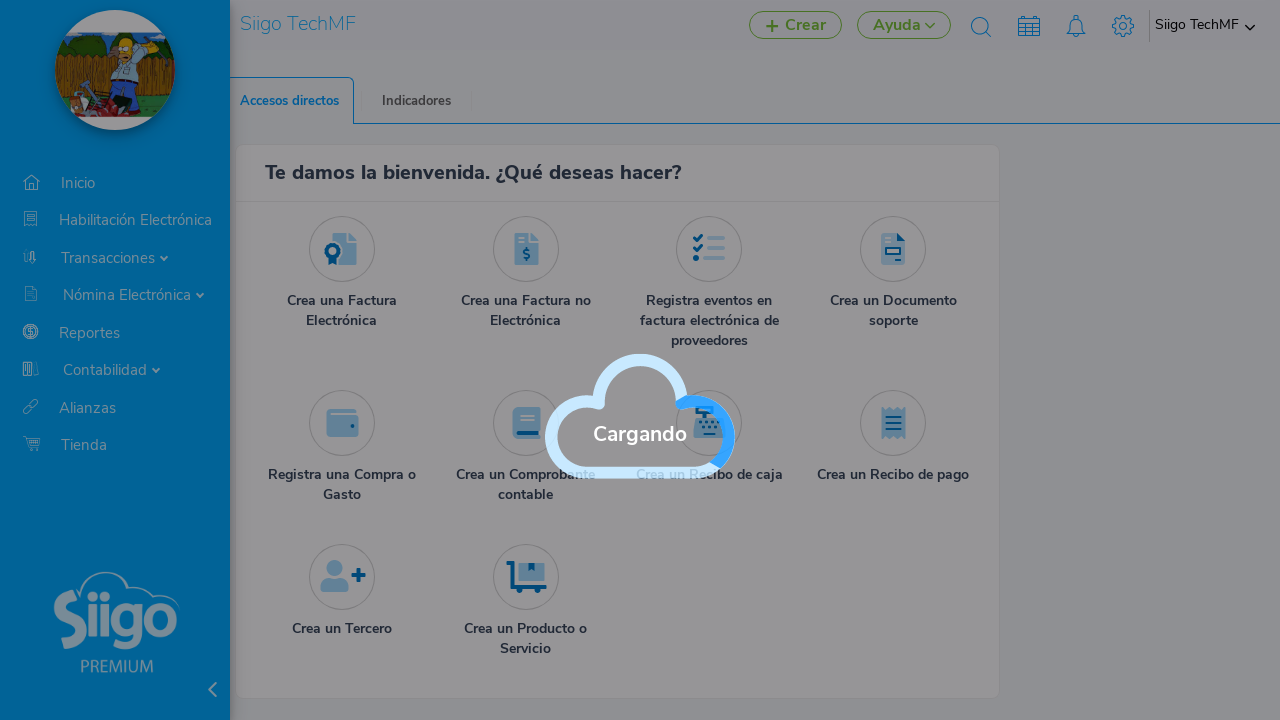 Siigo TechMF
Crear
Ayuda
Siigo TechMF
Accesos directos
Indicadores
Inicio
Habilitación Electrónica
Transacciones
Nómina Electrónica
Reportes
Contabilidad
Alianzas
Tienda
Siigo
PREMIUM
Te damos la bienvenida. ¿Qué deseas hacer?
Crea una Factura
Electrónica
Crea una Factura no
Electrónica
Registra eventos en
factura electrónica de
proveedores
Crea un Documento
soporte
Registra una Compra o
Gasto
Crea un Comprobante
contable
Crea un Recibo de caja
Crea un Recibo de pago
Crea un Tercero
Crea un Producto o
Servicio
Cargando